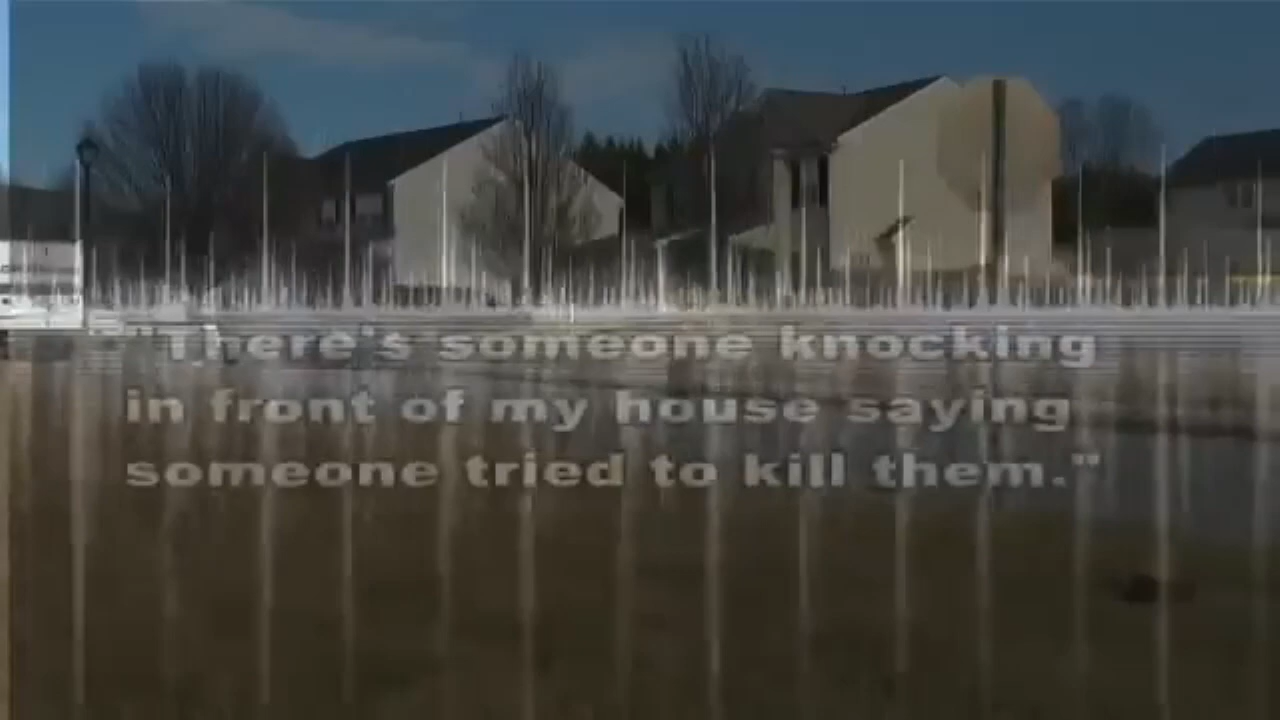 "There's someone knocking
in front of my house saying
someone tried to kill them."